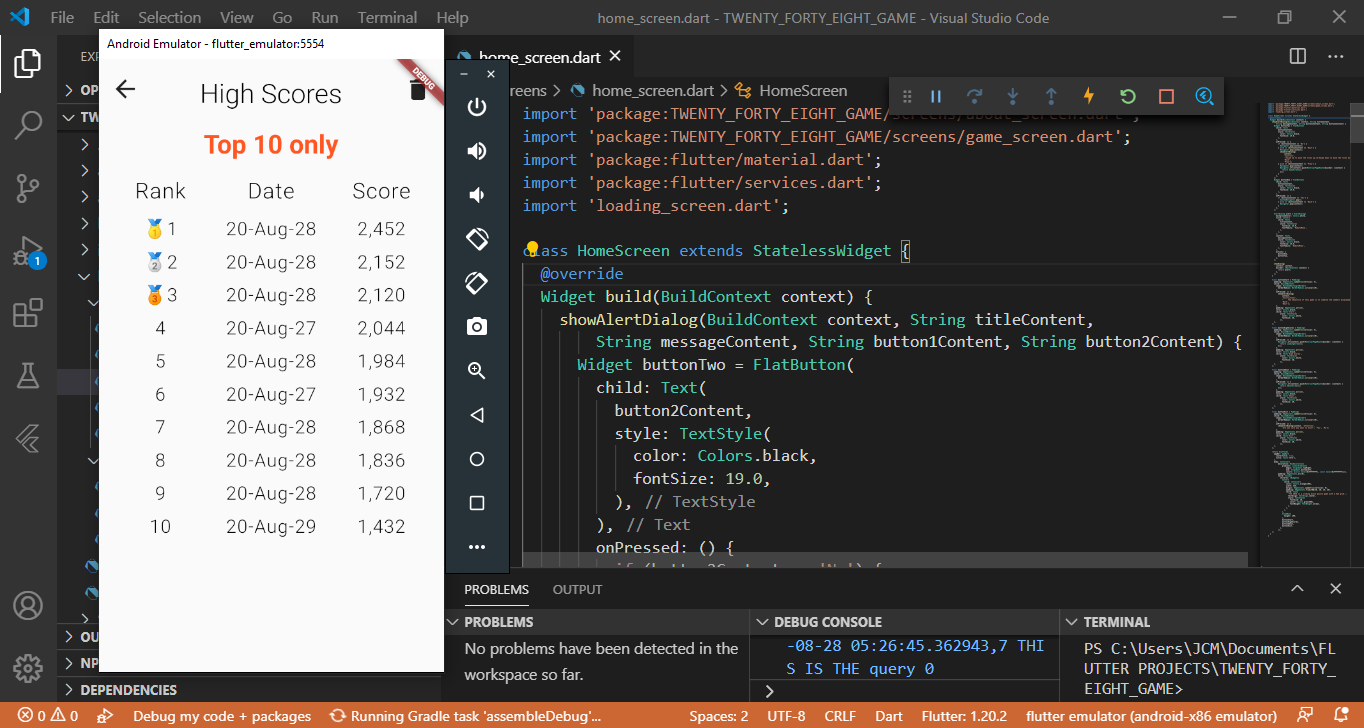 File Edit Selection View Go Run Terminal Help
home_screen.dart - TWENTY_FORTY_EIGHT_GAME - Visual Studio Code
Android Emulator - flutter_emulator:5554
DEBUG
High Scores
Top 10 only
Rank Date Score
1 20-Aug-28 2,452
2 20-Aug-28 2,152
3 20-Aug-28 2,120
4 20-Aug-27 2,044
5 20-Aug-28 1,984
6 20-Aug-27 1,932
7 20-Aug-28 1,868
8 20-Aug-28 1,836
9 20-Aug-28 1,720
10 20-Aug-29 1,432
EXP
OP
TW
OU
NP
DEPENDENCIES
1
home_screen.dart
reens > home_screen.dart > HomeScreen
import 'package:TWENTY_FORTY_EIGHT_GAME/screens/about_screen.dart';
import 'package:TWENTY_FORTY_EIGHT_GAME/screens/game_screen.dart';
import 'package:flutter/material.dart';
import 'package:flutter/services.dart';
import 'loading_screen.dart';
class HomeScreen extends StatelessWidget {
@override
Widget build(BuildContext context) {
showAlertDialog(BuildContext context, String titleContent,
String messageContent, String button1Content, String button2Content) {
Widget buttonTwo = FlatButton(
child: Text(
button2Content,
style: TextStyle(
color: Colors.black,
fontSize: 19.0,
), // TextStyle
), // Text
onPressed: () {
PROBLEMS OUTPUT
PROBLEMS
No problems have been detected in the
workspace so far.
DEBUG CONSOLE
-08-28 05:26:45.362943,7 THI
S IS THE query 0
TERMINAL
PS C:\Users\JCM\Documents\FL
UTTER PROJECTS\TWENTY_FORTY_
EIGHT_GAME>
0 0 Debug my code + packages Running Gradle task 'assembleDebug'... Spaces: 2 UTF-8 CRLF Dart Flutter: 1.20.2 flutter emulator (android-x86 emulator)